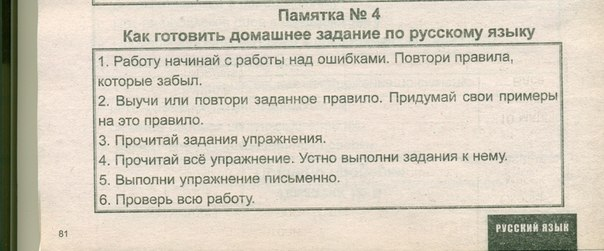 Памятка № 4
Как готовить домашнее задание по русскому языку
1. Работу начинай с работы над ошибками. Повтори правила,
которые забыл.
2. Выучи или повтори заданное правило. Придумай свои примеры
на это правило.
3. Прочитай задания упражнения.
4. Прочитай всё упражнение. Устно выполни задания к нему.
5. Выполни упражнение письменно.
6. Проверь всю работу.
81
РУССКИЙ ЯЗЫК